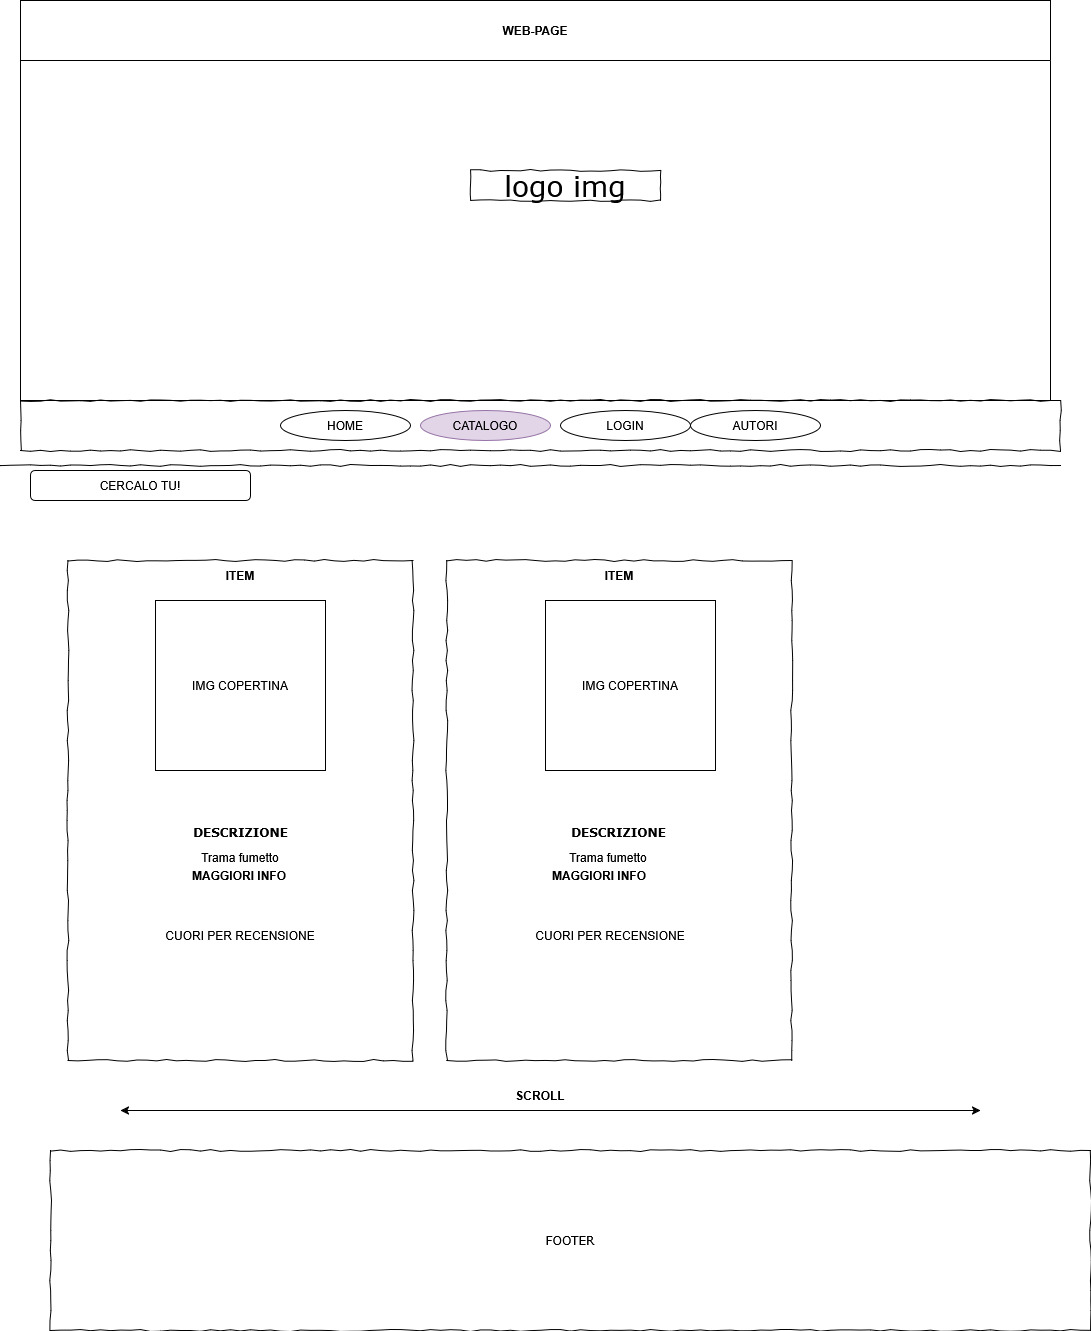 WEB-PAGE
logo img
HOME
CATALOGO
LOGIN
AUTORI
CERCALO TU!
ITEM
IMG COPERTINA
DESCRIZIONE
Trama fumetto
MAGGIORI INFO
CUORI PER RECENSIONE
ITEM
IMG COPERTINA
DESCRIZIONE
Trama fumetto
MAGGIORI INFO
CUORI PER RECENSIONE
SCROLL
FOOTER